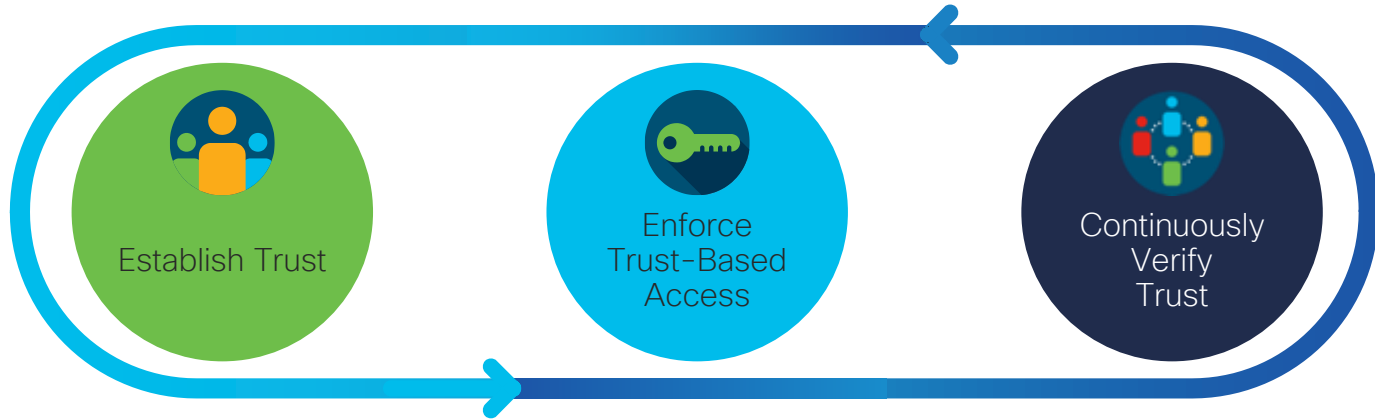 Establish Trust
Enforce
Trust-Based
Access
Continuously
Verify
Trust